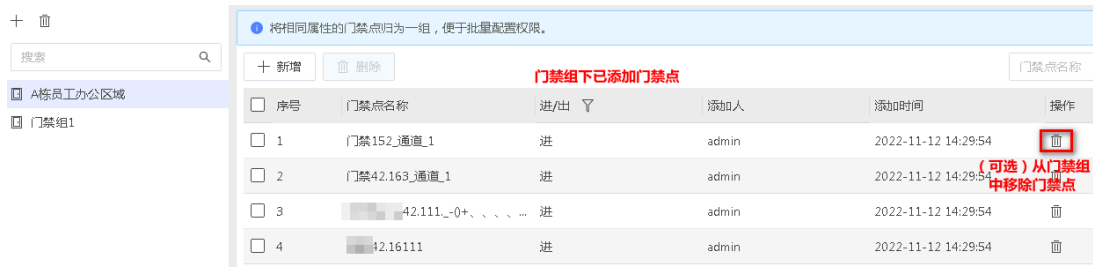 将相同属性的门禁点归为一组，便于批量配置权限。
搜索
新增
删除
门禁组下已添加门禁点
门禁点名称
A栋员工办公区域
门禁组1
序号 门禁点名称 进/出 添加人 添加时间 操作
1 门禁152_通道_1 进 admin 2022-11-12 14:29:54
2 门禁42.163_通道_1 进 admin 2022-11-12 14:29:54
（可选）从门禁组
中移除门禁点
3 42.111._-()+、、、、... 进 admin 2022-11-12 14:29:54
4 42.16111 进 admin 2022-11-12 14:29:54